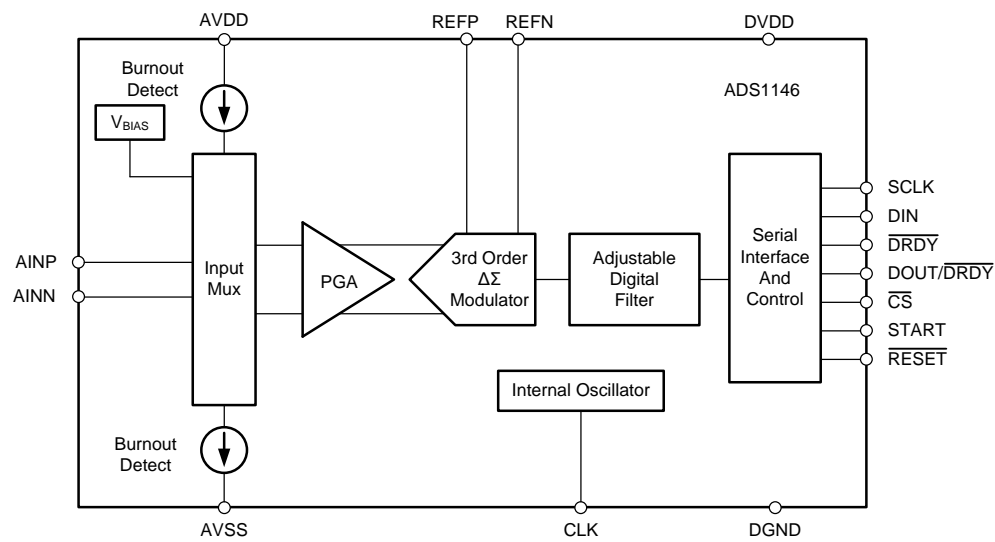 AVDD
REFP
REFN
DVDD
Burnout
Detect
ADS1146
VBIAS
SCLK
DIN
DRDY
DOUT/DRDY
CS
START
RESET
AINP
AINN
Input
Mux
PGA
3rd Order
ΔΣ
Modulator
Adjustable
Digital
Filter
Serial
Interface
And
Control
Internal Oscillator
Burnout
Detect
AVSS
CLK
DGND